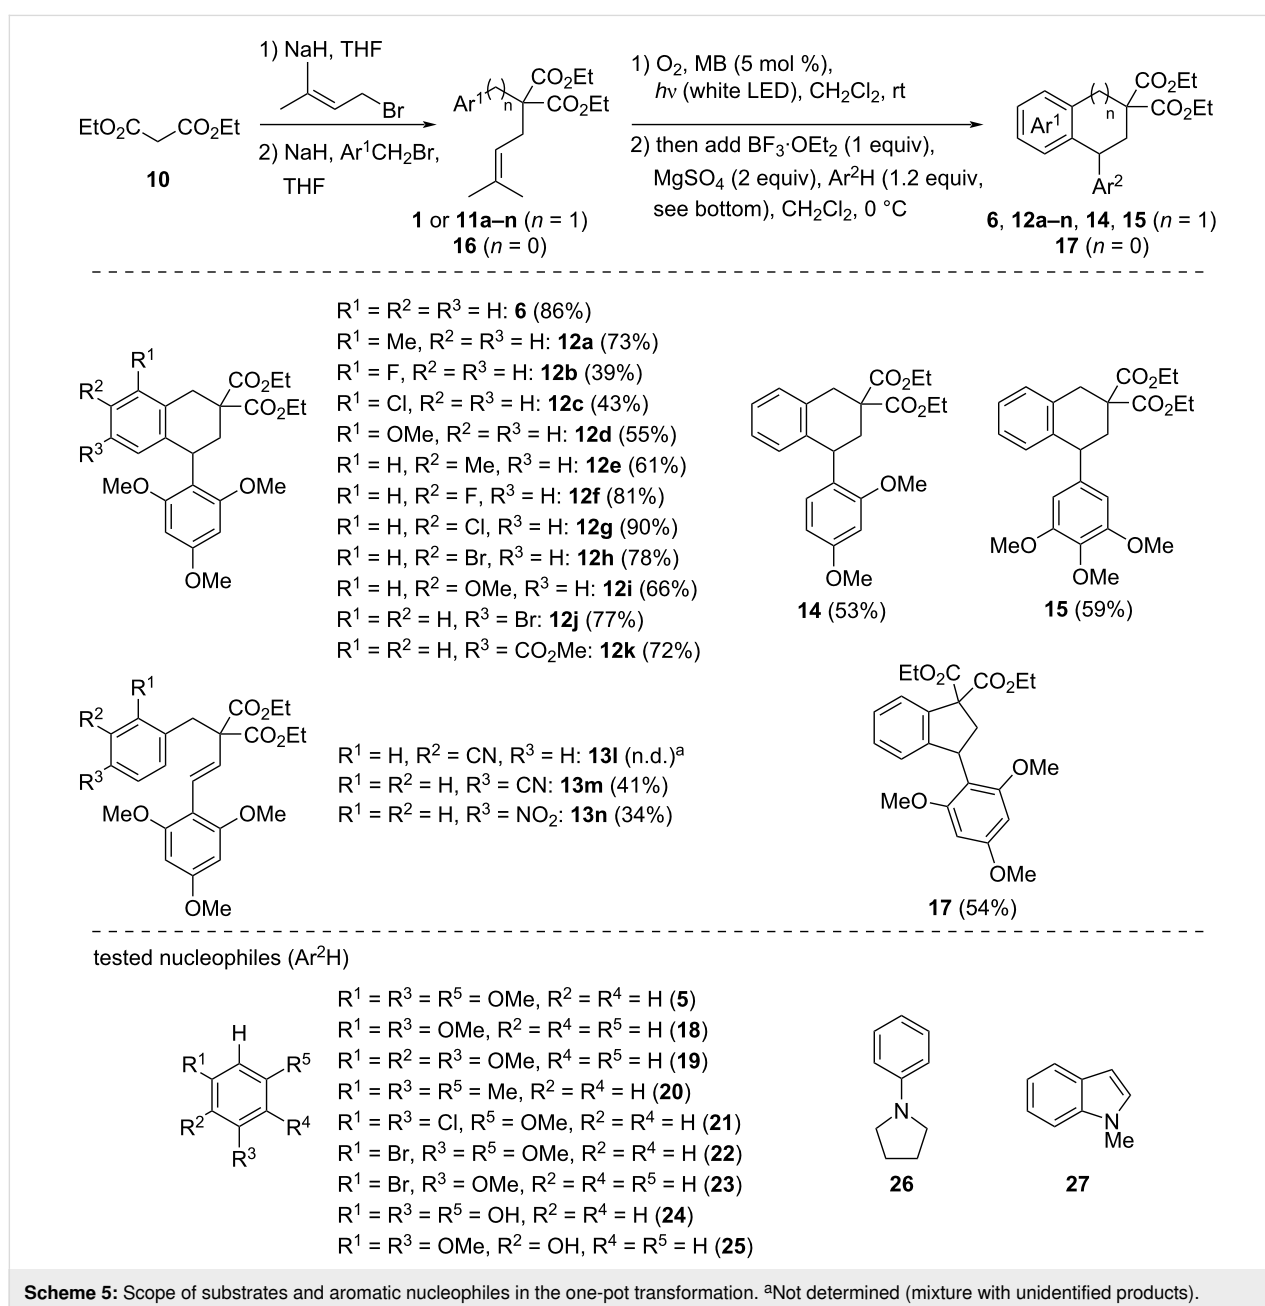 1) NaH, THF
Br
2) NaH, Ar¹CH₂Br,
THF
EtO₂C CO₂Et
10
Ar¹ ( )n CO₂Et
CO₂Et
1 or 11a–n (n = 1)
16 (n = 0)
1) O₂, MB (5 mol %),
hν (white LED), CH₂Cl₂, rt
2) then add BF₃·OEt₂ (1 equiv),
MgSO₄ (2 equiv), Ar²H (1.2 equiv,
see bottom), CH₂Cl₂, 0 °C
Ar¹ ( )n CO₂Et
CO₂Et
Ar²
6, 12a–n, 14, 15 (n = 1)
17 (n = 0)
R¹
R²
R³
CO₂Et
CO₂Et
MeO OMe
OMe
R¹ = R² = R³ = H: 6 (86%)
R¹ = Me, R² = R³ = H: 12a (73%)
R¹ = F, R² = R³ = H: 12b (39%)
R¹ = Cl, R² = R³ = H: 12c (43%)
R¹ = OMe, R² = R³ = H: 12d (55%)
R¹ = H, R² = Me, R³ = H: 12e (61%)
R¹ = H, R² = F, R³ = H: 12f (81%)
R¹ = H, R² = Cl, R³ = H: 12g (90%)
R¹ = H, R² = Br, R³ = H: 12h (78%)
R¹ = H, R² = OMe, R³ = H: 12i (66%)
R¹ = R² = H, R³ = Br: 12j (77%)
R¹ = R² = H, R³ = CO₂Me: 12k (72%)
CO₂Et
CO₂Et
OMe
OMe
14 (53%)
CO₂Et
CO₂Et
MeO OMe
OMe
15 (59%)
R¹
R²
R³
CO₂Et
CO₂Et
MeO OMe
OMe
R¹ = H, R² = CN, R³ = H: 13l (n.d.)ᵃ
R¹ = R² = H, R³ = CN: 13m (41%)
R¹ = R² = H, R³ = NO₂: 13n (34%)
EtO₂C CO₂Et
OMe
MeO
OMe
17 (54%)
tested nucleophiles (Ar²H)
H
R¹ R⁵
R² R⁴
R³
R¹ = R³ = R⁵ = OMe, R² = R⁴ = H (5)
R¹ = R³ = OMe, R² = R⁴ = R⁵ = H (18)
R¹ = R² = R³ = OMe, R⁴ = R⁵ = H (19)
R¹ = R³ = R⁵ = Me, R² = R⁴ = H (20)
R¹ = R³ = Cl, R⁵ = OMe, R² = R⁴ = H (21)
R¹ = Br, R³ = R⁵ = OMe, R² = R⁴ = H (22)
R¹ = Br, R³ = OMe, R² = R⁴ = R⁵ = H (23)
R¹ = R³ = R⁵ = OH, R² = R⁴ = H (24)
R¹ = R³ = OMe, R² = OH, R⁴ = R⁵ = H (25)
N
26
N
Me
27
Scheme 5: Scope of substrates and aromatic nucleophiles in the one-pot transformation. ᵃNot determined (mixture with unidentified products).